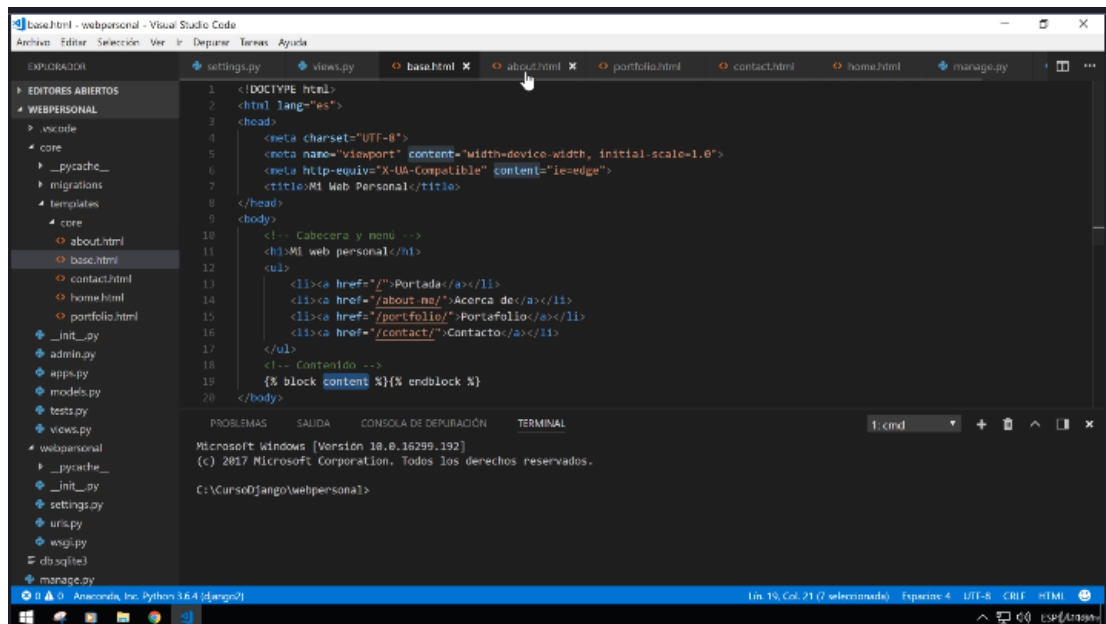 base.html - webpersonal - Visual Studio Code
Archivo Editar Selección Ver Ir Depurar Tareas Ayuda
EXPLORADOR
EDITORES ABIERTOS
WEBPERSONAL
.vscode
core
__pycache__
migrations
templates
core
about.html
base.html
contact.html
home.html
portfolio.html
__init__.py
admin.py
apps.py
models.py
tests.py
views.py
webpersonal
__pycache__
__init__.py
settings.py
urls.py
wsgi.py
db.sqlite3
manage.py
settings.py views.py base.html about.html portfolio.html contact.html home.html manage.py
1 <!DOCTYPE html>
2 <html lang="es">
3 <head>
4 <meta charset="UTF-8">
5 <meta name="viewport" content="width=device-width, initial-scale=1.0">
6 <meta http-equiv="X-UA-Compatible" content="ie=edge">
7 <title>Mi Web Personal</title>
8 </head>
9 <body>
10 <!-- Cabecera y menú -->
11 <h1>Mi web personal</h1>
12 <ul>
13 <li><a href="/">Portada</a></li>
14 <li><a href="/about-me/">Acerca de</a></li>
15 <li><a href="/portfolio/">Portafolio</a></li>
16 <li><a href="/contact/">Contacto</a></li>
17 </ul>
18 <!-- Contenido -->
19 {% block content %}{% endblock %}
20 </body>
PROBLEMAS SALIDA CONSOLA DE DEPURACIÓN TERMINAL 1: cmd
Microsoft Windows [Versión 10.0.16299.192]
(c) 2017 Microsoft Corporation. Todos los derechos reservados.
C:\CursoDjango\webpersonal>
0 0 Anaconda, Inc. Python 3.6.4 (django2) Lín. 19, Col. 21 (7 seleccionada) Espacios: 4 UTF-8 CRLF HTML
ESP